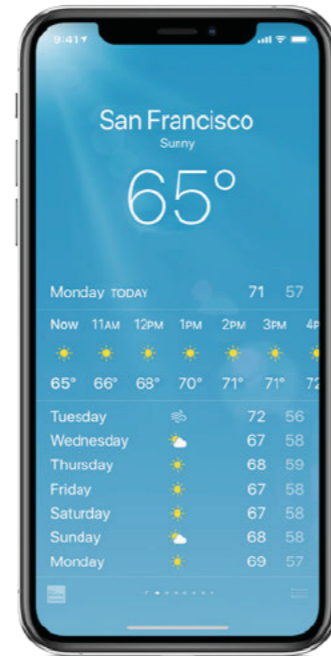 9:41
San Francisco
Sunny
65°
Monday TODAY 71 57
Now 11AM 12PM 1PM 2PM 3PM 4P
65° 66° 68° 70° 71° 71° 72
Tuesday 72 56
Wednesday 67 58
Thursday 68 59
Friday 67 58
Saturday 67 58
Sunday 68 58
Monday 69 57